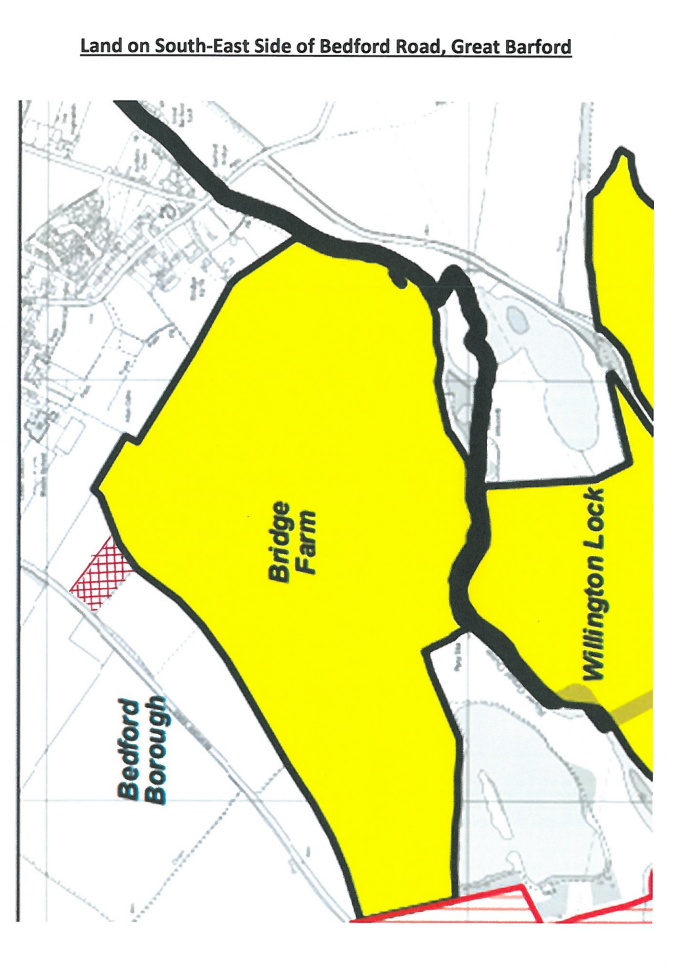 Land on South-East Side of Bedford Road, Great Barford
Bridge
Farm
Willington Lock
Bedford
Borough